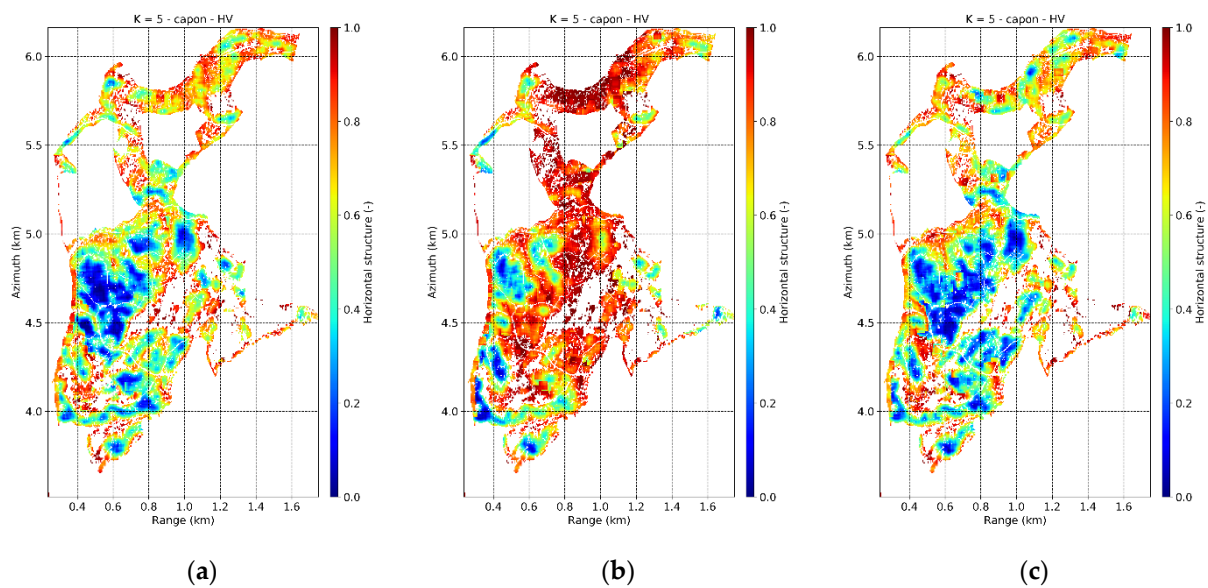 K = 5 - capon - HV
6.0
5.5
5.0
4.5
4.0
Azimuth (km)
0.4 0.6 0.8 1.0 1.2 1.4 1.6
Range (km)
1.0
0.8
0.6
0.4
0.2
0.0
Horizontal structure (-)
(a)
K = 5 - capon - HV
6.0
5.5
5.0
4.5
4.0
Azimuth (km)
0.4 0.6 0.8 1.0 1.2 1.4 1.6
Range (km)
1.0
0.8
0.6
0.4
0.2
0.0
Horizontal structure (-)
(b)
K = 5 - capon - HV
6.0
5.5
5.0
4.5
4.0
Azimuth (km)
0.4 0.6 0.8 1.0 1.2 1.4 1.6
Range (km)
1.0
0.8
0.6
0.4
0.2
0.0
Horizontal structure (-)
(c)